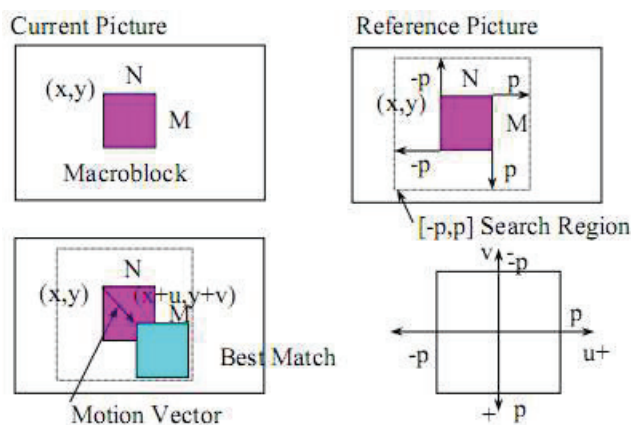 Current Picture
N
(x,y)
M
Macroblock
Reference Picture
-p N p
(x,y)
M
-p p
[-p,p] Search Region
N
(x,y) (x+u,y+v)
M
Best Match
Motion Vector
v -p
p
-p u+
+ p